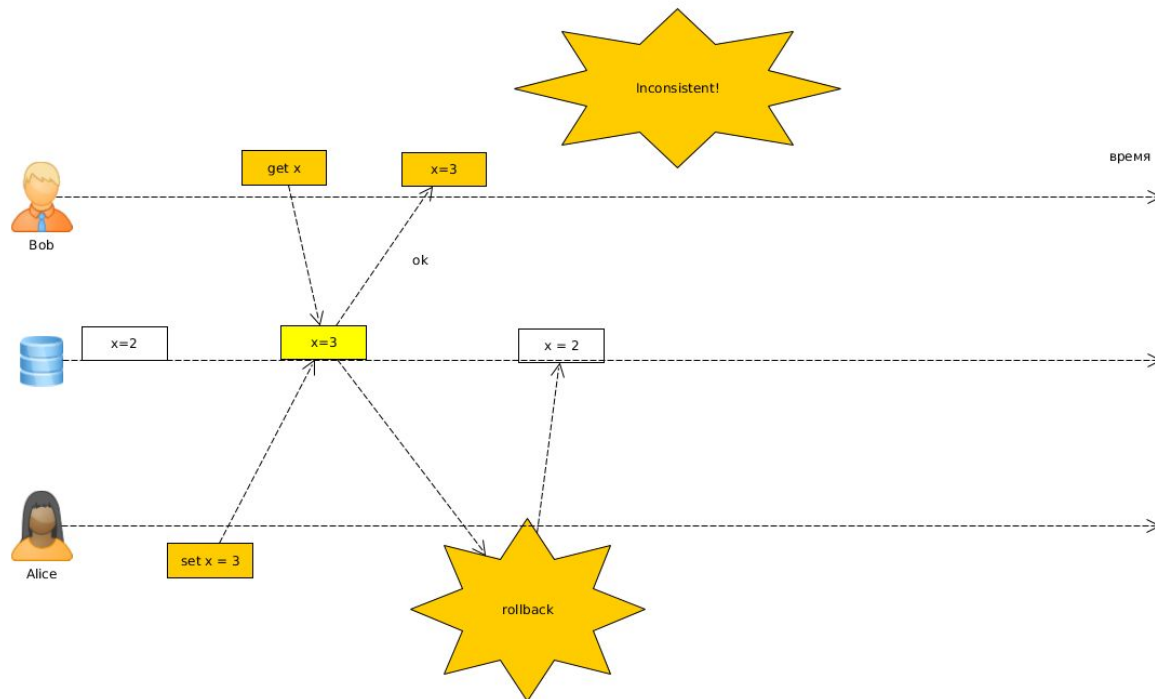 Inconsistent!
время
get x
x=3
Bob
ok
x=2
x=3
x = 2
set x = 3
Alice
rollback